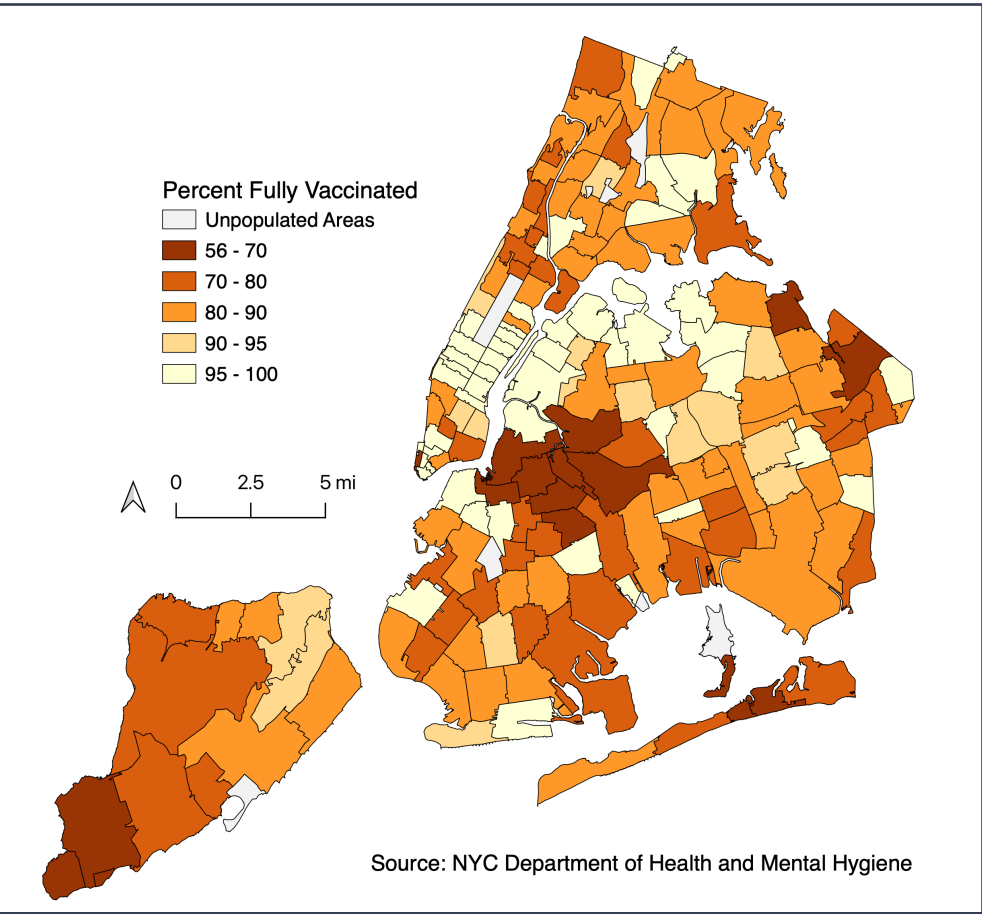 Percent Fully Vaccinated
Unpopulated Areas
56 - 70
70 - 80
80 - 90
90 - 95
95 - 100
0 2.5 5 mi
Source: NYC Department of Health and Mental Hygiene